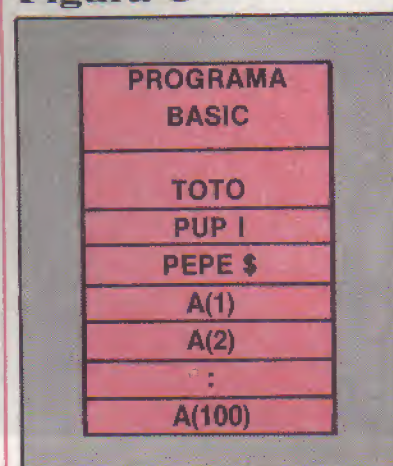 PROGRAMA
BASIC
TOTO
PUP I
PEPE $
A(1)
A(2)
:
A(100)